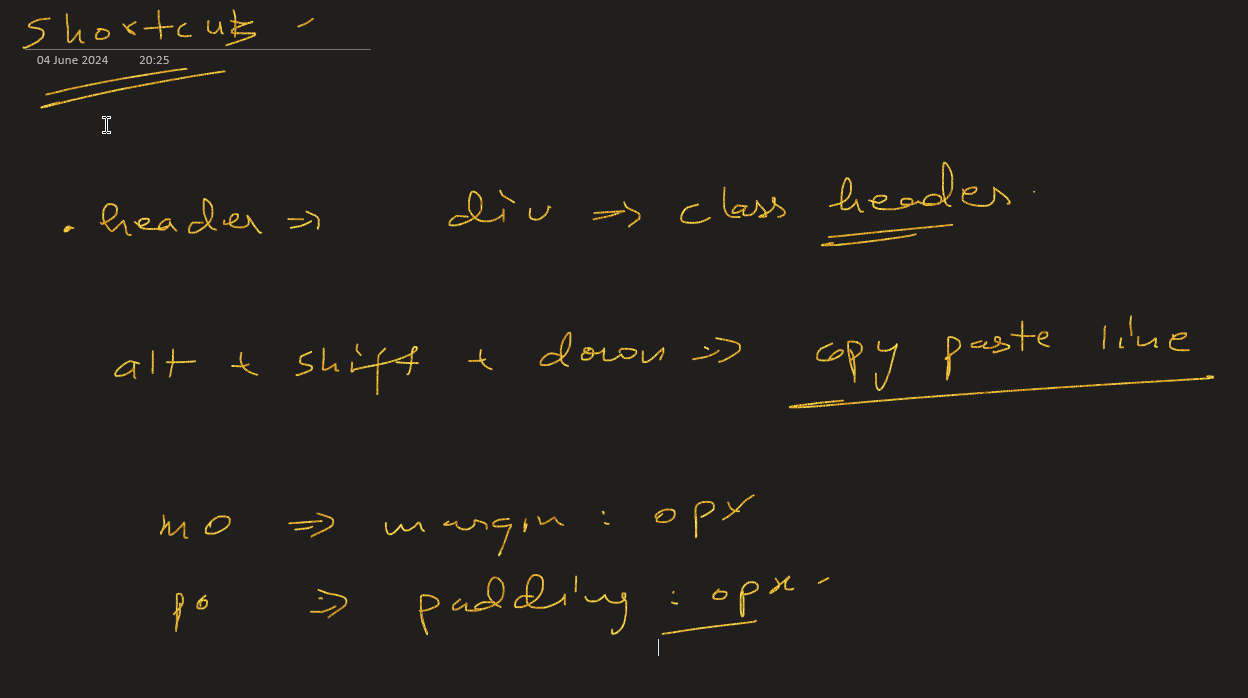 Shortcuts -
04 June 2024 20:25
.header => div => class header.
alt + shift + down => copy paste line
m0 => margin : 0px
p0 => padding : 0px -